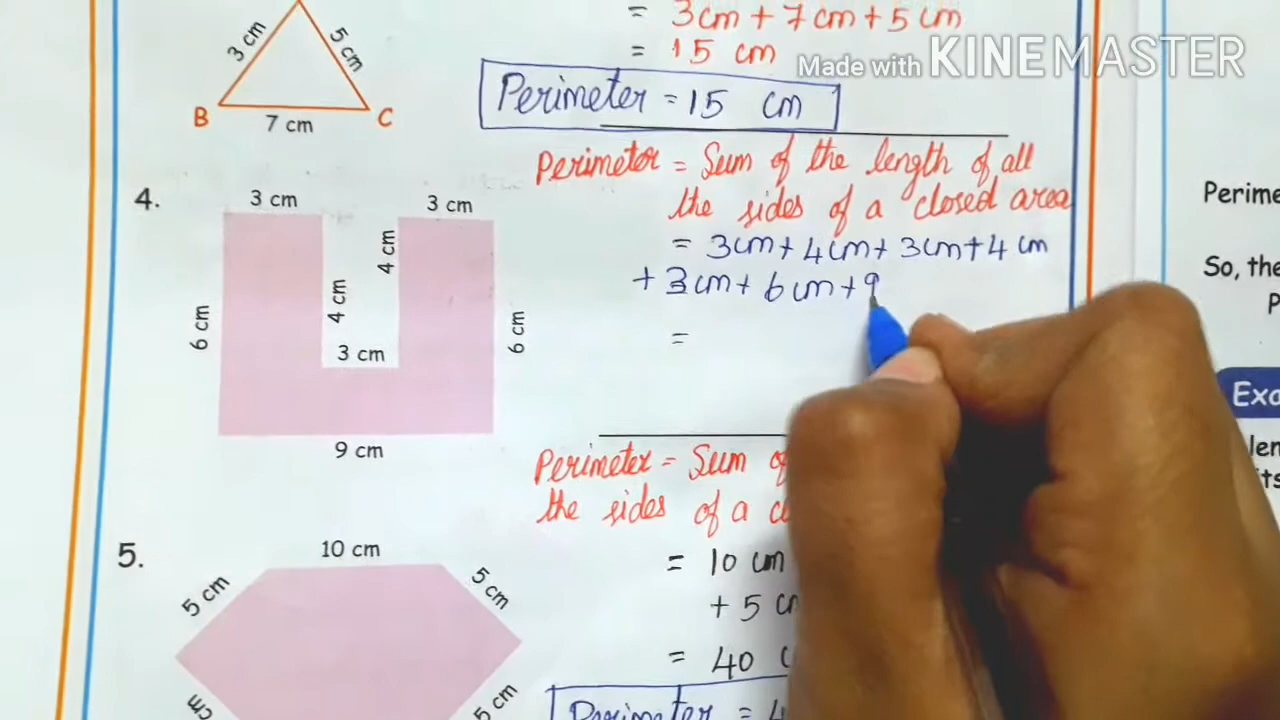 = 3cm + 7cm + 5cm
3 cm
5 cm
= 15 cm
Made with KINEMASTER
Perimeter = 15 cm
B
7 cm
C
Perimetor = Sum of the length of all
the sides of a closed area
= 3cm + 4cm + 3cm + 4 cm
+ 3cm + 6cm + 9
=
4.
3 cm
3 cm
4 cm
4 cm
3 cm
6 cm
6 cm
9 cm
Perimeter = Sum of
the sides of a
= 10 cm
+ 5
= 40
Perimeter =
5.
10 cm
5 cm
5 cm
cm
5 cm
Perime
So, the
P
Exa
len
its